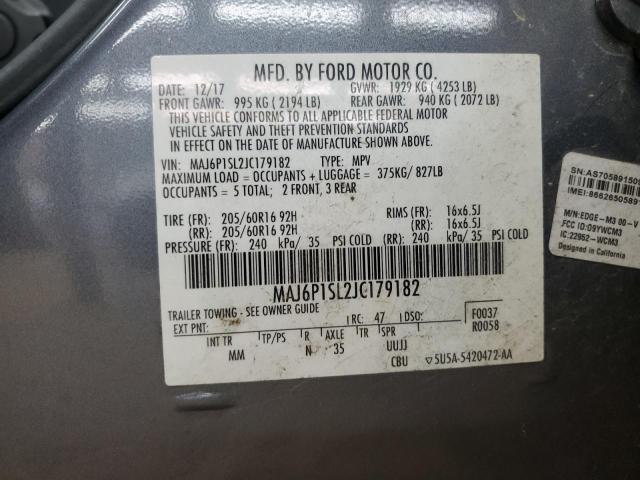 MFD. BY FORD MOTOR CO.
DATE: 12/17 GVWR: 1929 KG ( 4253 LB)
FRONT GAWR: 995 KG ( 2194 LB) REAR GAWR: 940 KG ( 2072 LB)
THIS VEHICLE CONFORMS TO ALL APPLICABLE FEDERAL MOTOR
VEHICLE SAFETY AND THEFT PREVENTION STANDARDS
IN EFFECT ON THE DATE OF MANUFACTURE SHOWN ABOVE.
VIN: MAJ6P1SL2JC179182 TYPE: MPV
MAXIMUM LOAD = OCCUPANTS + LUGGAGE = 375KG/ 827LB
OCCUPANTS = 5 TOTAL; 2 FRONT, 3 REAR
TIRE (FR): 205/60R16 92H RIMS (FR): 16x6.5J
(RR): 205/60R16 92H (RR): 16x6.5J
PRESSURE (FR): 240 kPa/ 35 PSI COLD (RR): 240 kPa/ 35 PSI COLD
MAJ6P1SL2JC179182
TRAILER TOWING - SEE OWNER GUIDE
EXT PNT: RC: 47 DSO:
F0037
R0058
INT TR TP/PS R AXLE TR SPR
MM N 35 UUJJ
CBU ▽5U5A-5420472-AA
SN:AS7058915
IMEI:866265058
M/N:EDGE-M3 00-V
FCC ID:O9YWCM3
IC:22952-WCM3
Designed in California